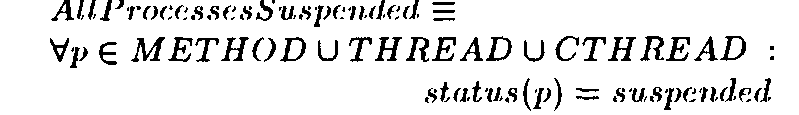 AllProcessesSuspended ≡
∀p ∈ METHOD ∪ THREAD ∪ CTHREAD :
status(p) = suspended